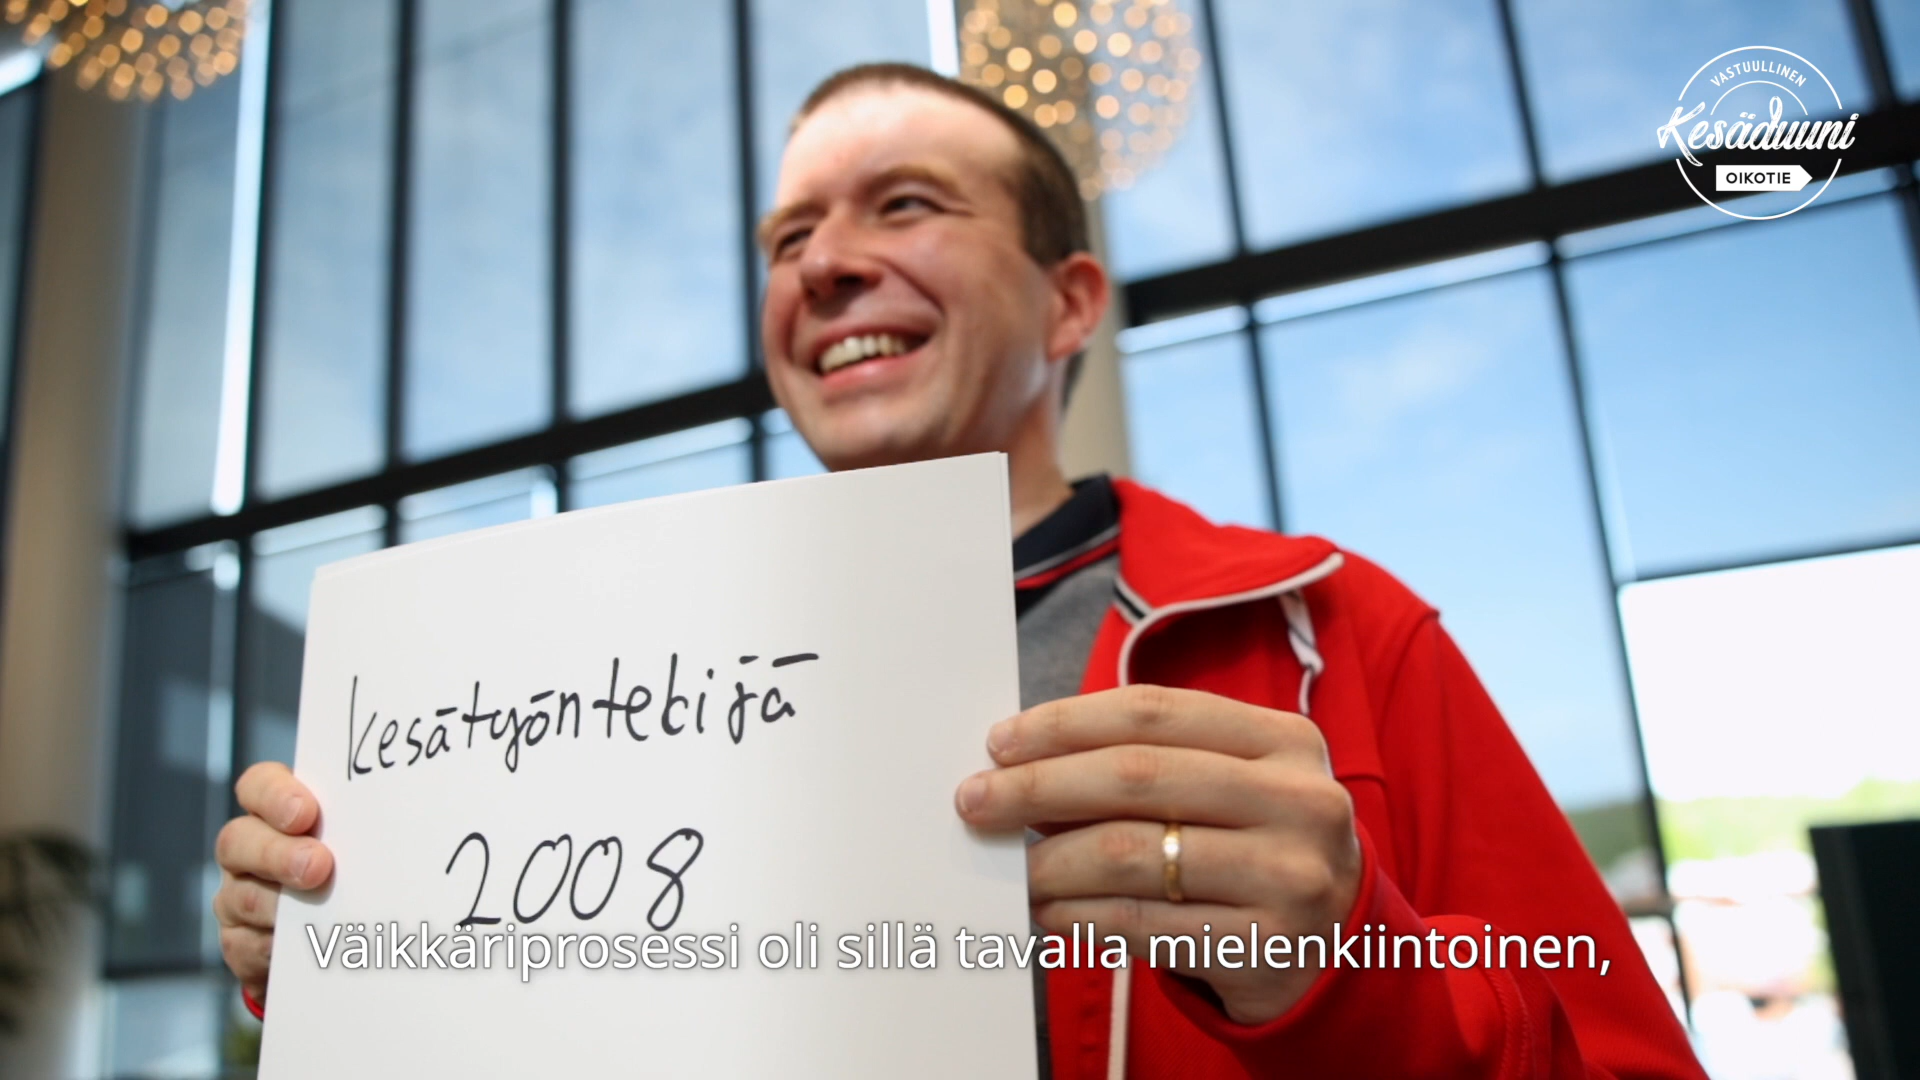 VASTUULLINEN
Kesäduuni
OIKOTIE
kesätyöntekijä
2008
Väikkäriprosessi oli sillä tavalla mielenkiintoinen,